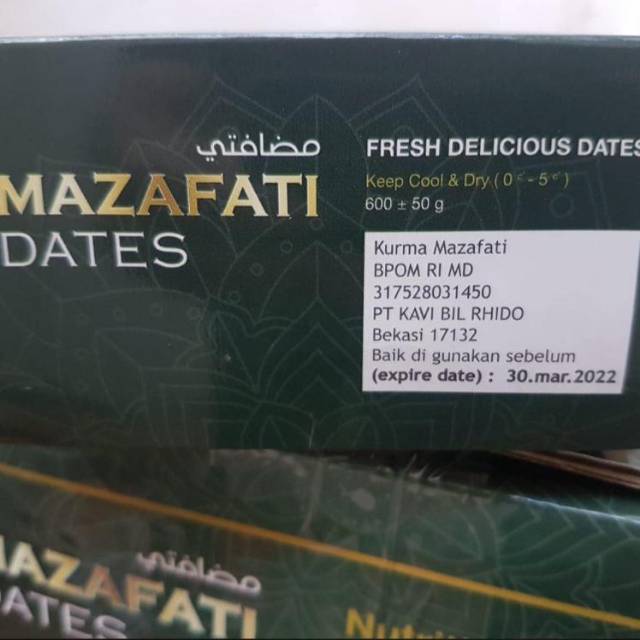 مضافتي
MAZAFATI
DATES
FRESH DELICIOUS DATES
Keep Cool & Dry ( 0 c - 5 c )
600 ± 50 g
Kurma Mazafati
BPOM RI MD
317528031450
PT KAVI BIL RHIDO
Bekasi 17132
Baik di gunakan sebelum
(expire date) : 30.mar.2022
مضافتي
MAZAFATI
DATES